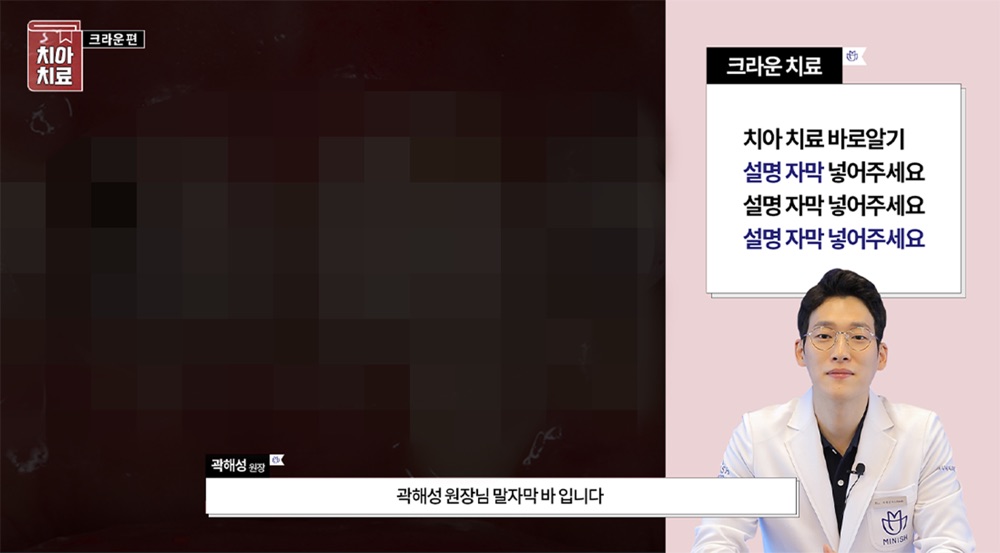 치아
치료
크라운 편
크라운 치료
치아 치료 바로알기
설명 자막 넣어주세요
설명 자막 넣어주세요
설명 자막 넣어주세요
곽해성 원장
곽해성 원장님 말자막 바 입니다
MINISH